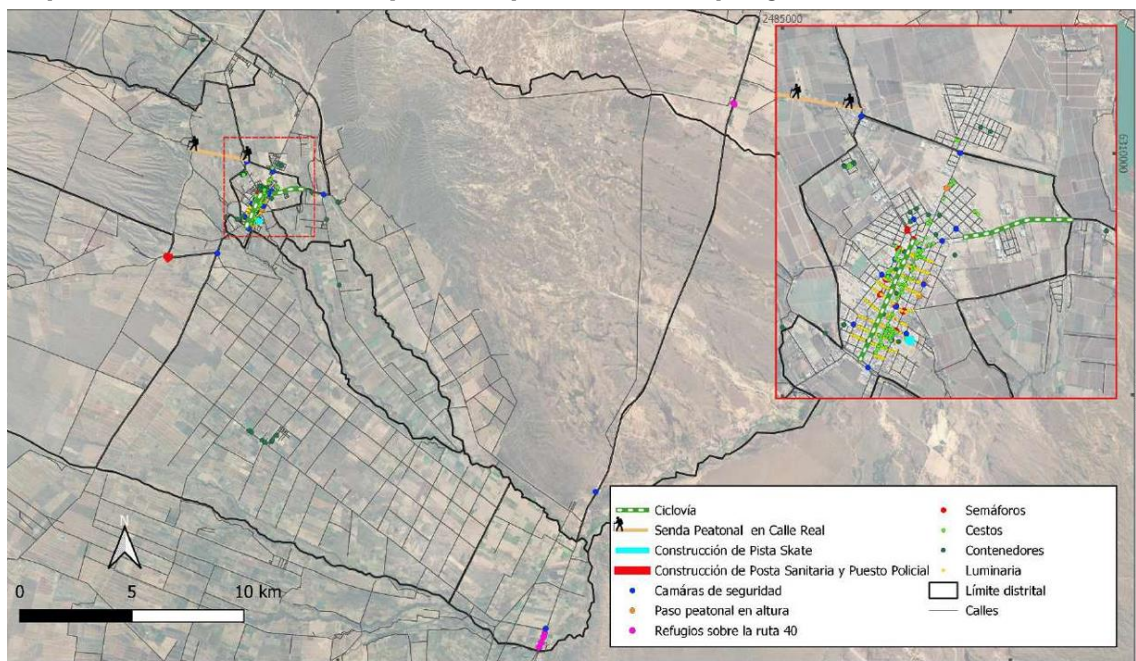 2485000
6310000
N
0 5 10 km
Ciclovía
Senda Peatonal en Calle Real
Construcción de Pista Skate
Construcción de Posta Sanitaria y Puesto Policial
Camáras de seguridad
Paso peatonal en altura
Refugios sobre la ruta 40
Semáforos
Cestos
Contenedores
Luminaria
Límite distrital
Calles